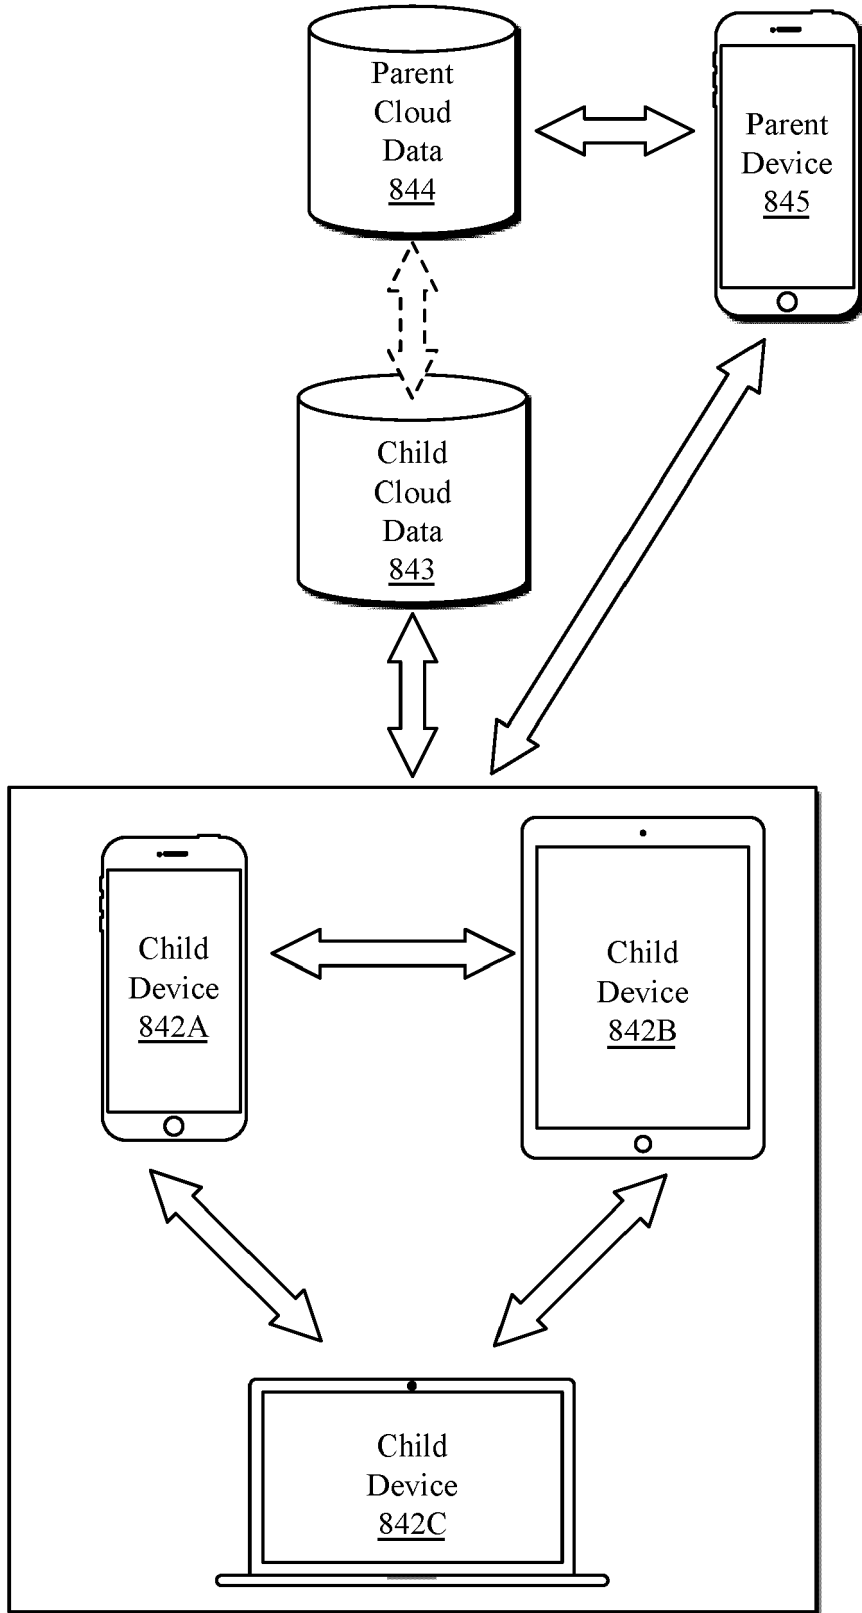 Parent
Cloud
Data
844
Parent
Device
845
Child
Cloud
Data
843
Child
Device
842A
Child
Device
842B
Child
Device
842C